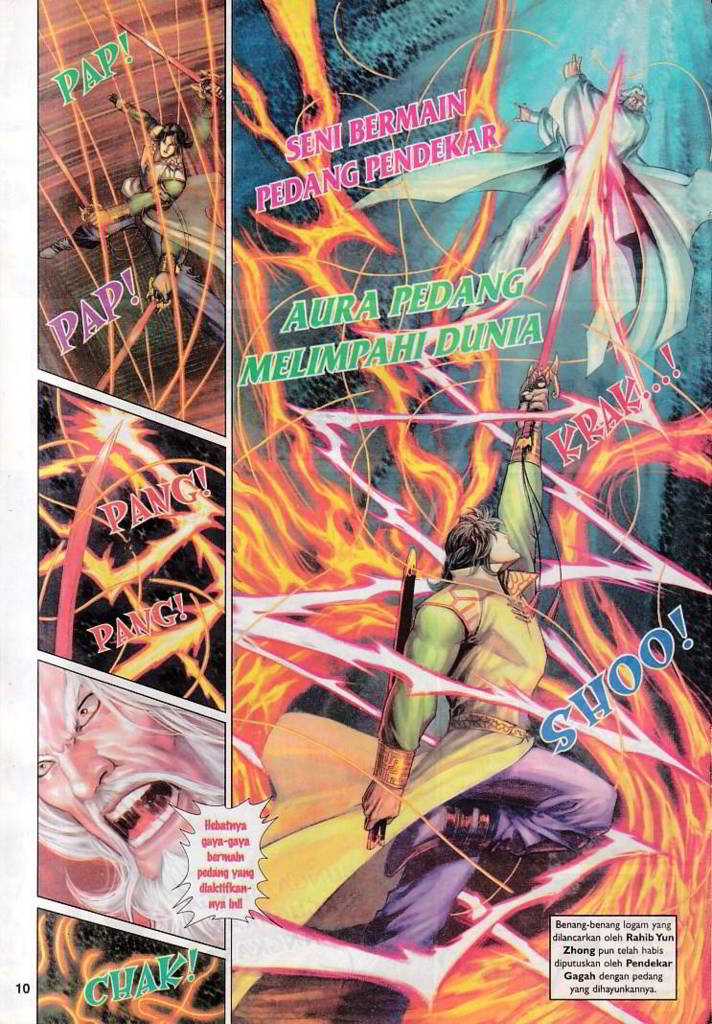 PAP!
PAP!
PANG!
PANG!
Hebatnya
gaya-gaya
bermain
pedang yang
diaktifkan-
nya ini!
CHAK!
SENI BERMAIN
PEDANG PENDEKAR
AURA PEDANG
MELIMPAHI DUNIA
KRAK...!
SHOO!
Benang-benang logam yang
dilancarkan oleh Rahib Yun
Zhong pun telah habis
diputuskan oleh Pendekar
Gagah dengan pedang
yang dihayunkannya.
10